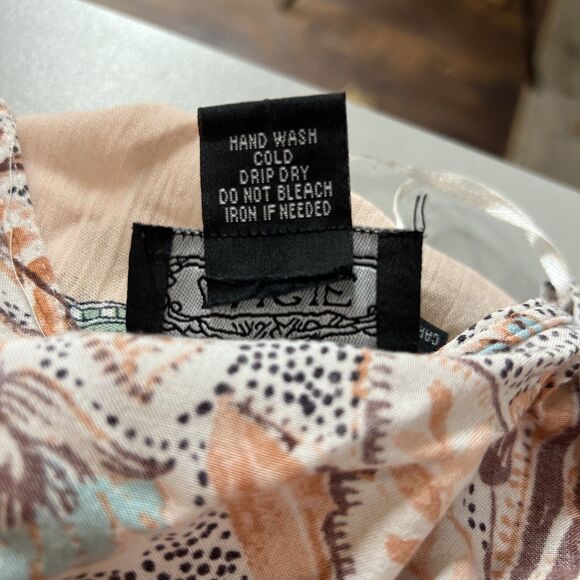 HAND WASH
COLD
DRIP DRY
DO NOT BLEACH
IRON IF NEEDED